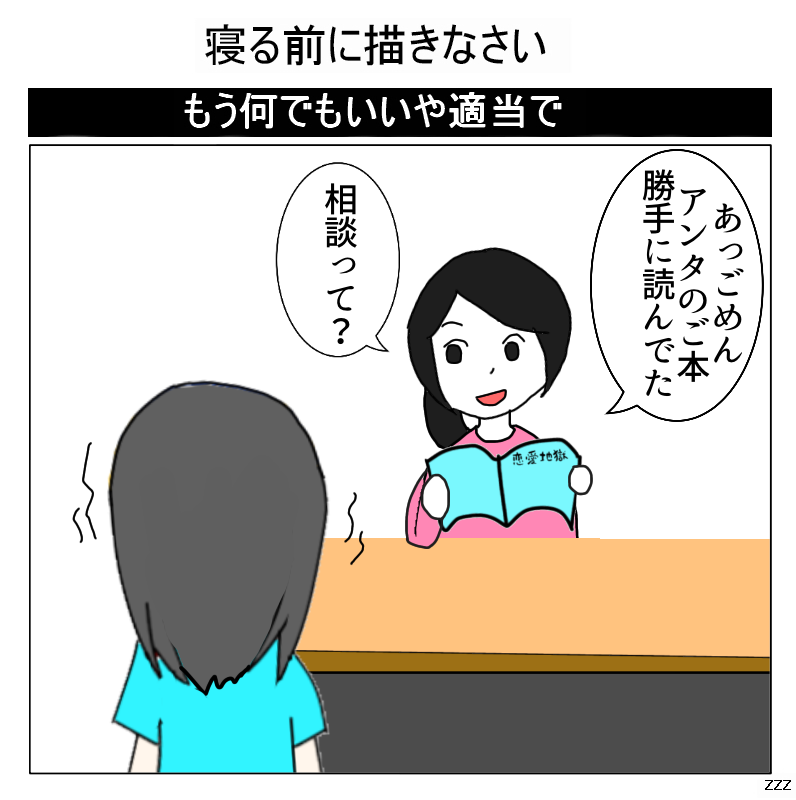 寝る前に描きなさい
もう何でもいいや適当で
あっごめん
アンタのご本
勝手に読んでた
相談って？
恋愛地獄
zzz